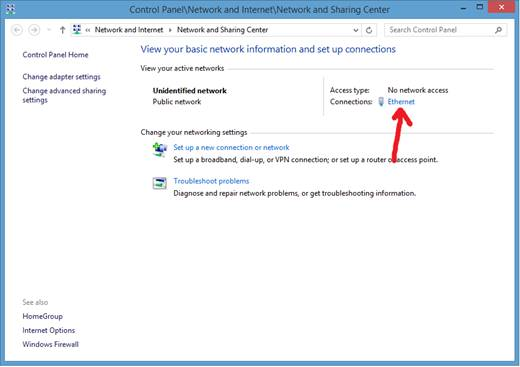 Control Panel\Network and Internet\Network and Sharing Center
« Network and Internet Network and Sharing Center
Search Control Panel
Control Panel Home
Change adapter settings
Change advanced sharing
settings
View your basic network information and set up connections
View your active networks
Unidentified network
Public network
Access type: No network access
Connections: Ethernet
Change your networking settings
Set up a new connection or network
Set up a broadband, dial-up, or VPN connection; or set up a router or access point.
Troubleshoot problems
Diagnose and repair network problems, or get troubleshooting information.
See also
HomeGroup
Internet Options
Windows Firewall